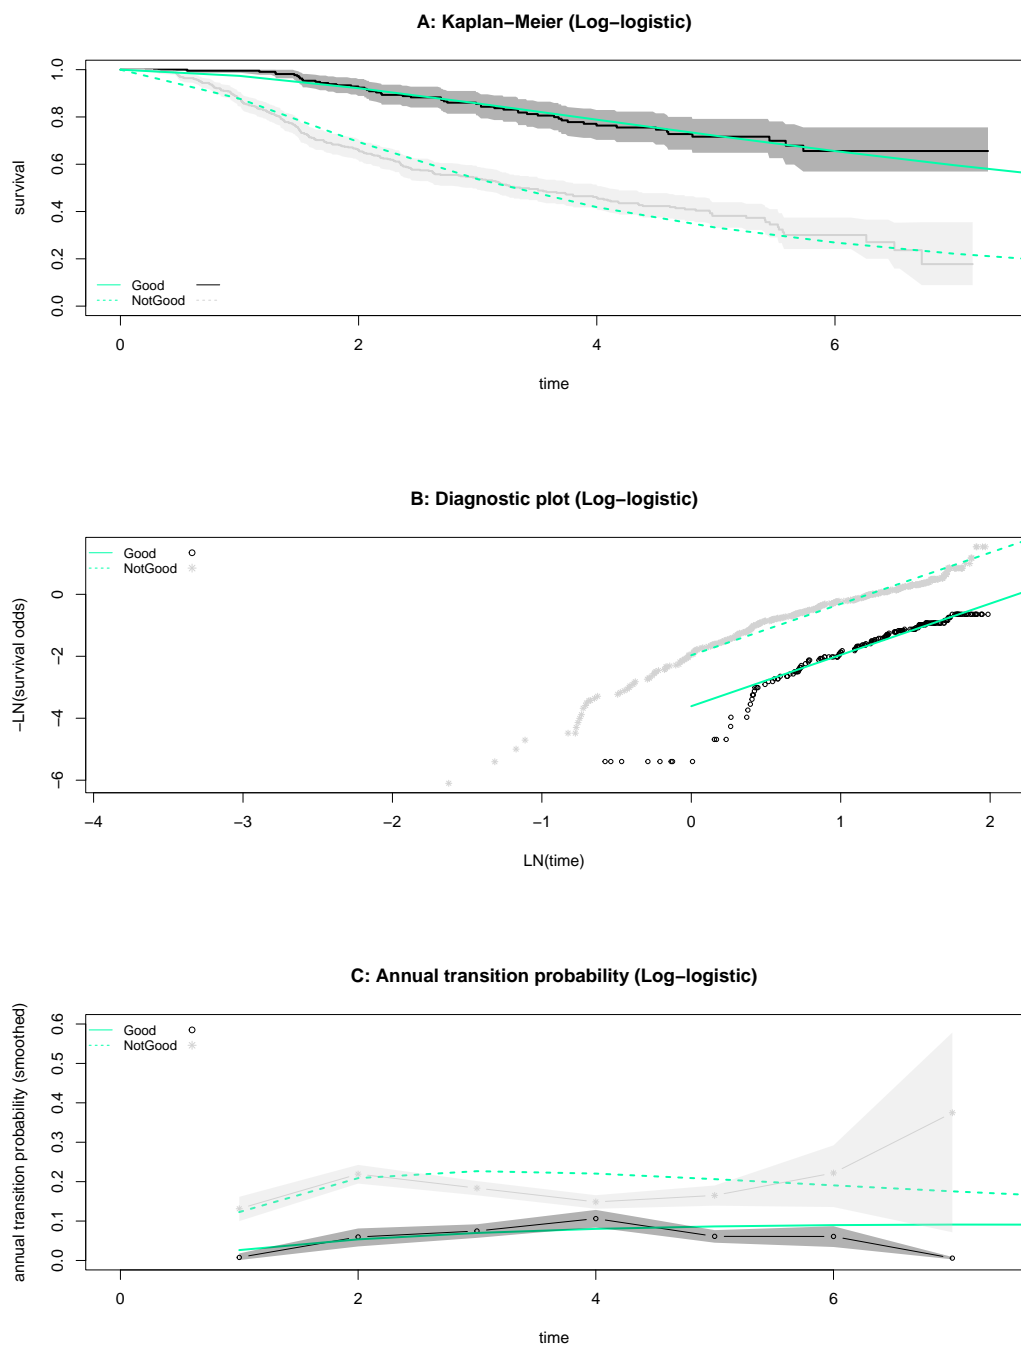 A: Kaplan−Meier (Log−logistic)
survival
1.0
0.8
0.6
0.4
0.2
0.0
Good
NotGood
0 2 4 6
time
B: Diagnostic plot (Log−logistic)
−LN(survival odds)
Good
NotGood
0
−2
−4
−6
−4 −3 −2 −1 0 1 2
LN(time)
C: Annual transition probability (Log−logistic)
annual transition probability (smoothed)
0.6
0.5
0.4
0.3
0.2
0.1
0.0
Good
NotGood
0 2 4 6
time